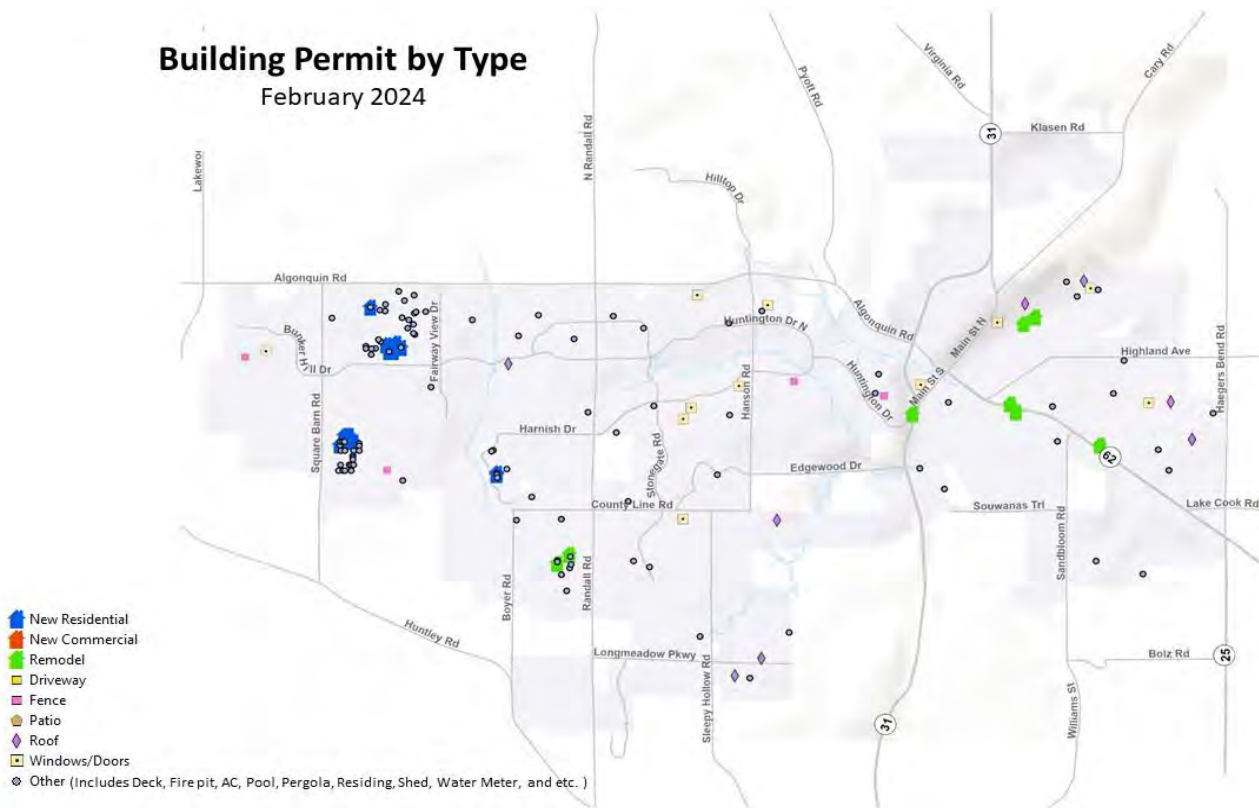 Building Permit by Type
February 2024
Lakewo
N Randall Rd
Pyott Rd
Virginia Rd
Cary Rd
31
Klasen Rd
Hilltop Dr
Algonquin Rd
Bunker Hill Dr
Fairway View Dr
Huntington Dr N
Algonquin Rd
Main St N
Highland Ave
Haegers Bend Rd
Square Barn Rd
Harnish Dr
Stonegate Rd
Hanson Rd
Huntington Dr
Main St S
62
Edgewood Dr
County Line Rd
Souwanas Trl
Lake Cook Rd
Sandbloom Rd
Boyer Rd
Randall Rd
Huntley Rd
Longmeadow Pkwy
Sleepy Hollow Rd
Bolz Rd
25
Williams St
31
New Residential
New Commercial
Remodel
Driveway
Fence
Patio
Roof
Windows/Doors
Other (Includes Deck, Fire pit, AC, Pool, Pergola, Residing, Shed, Water Meter, and etc. )